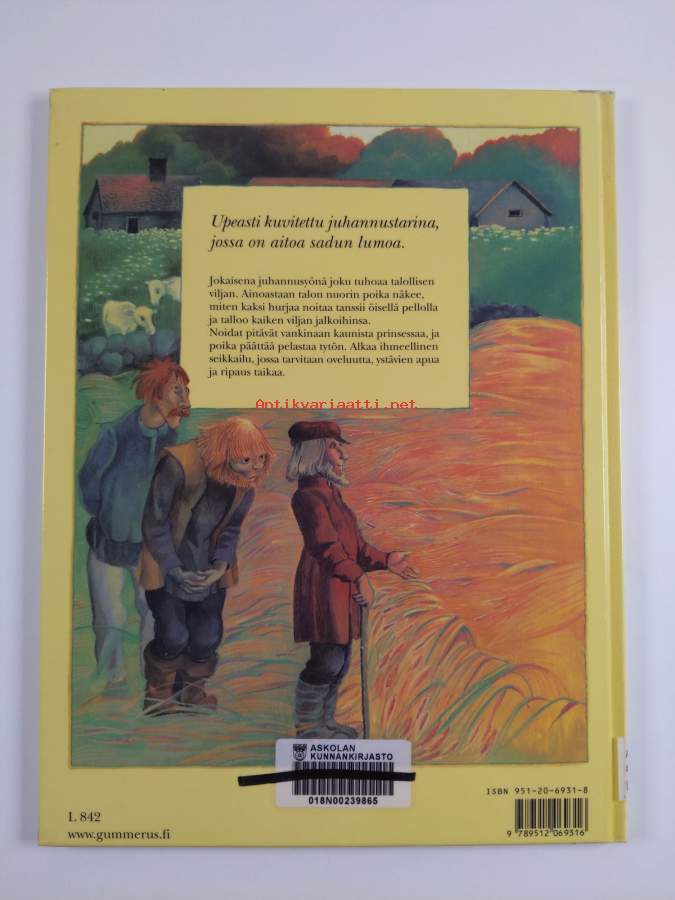 Upeasti kuvitettu juhannustarina,
jossa on aitoa sadun lumoa.
Jokaisena juhannusyönä joku tuhoaa talollisen
viljan. Ainoastaan talon nuorin poika näkee,
miten kaksi hurjaa noitaa tanssii öisellä pellolla
ja talloo kaiken viljan jalkoihinsa.
Noidat pitävät vankinaan kaunista prinsessaa, ja
poika päättää pelastaa tytön. Alkaa ihmeellinen
seikkailu, jossa tarvitaan oveluutta, ystävien apua
ja ripaus taikaa.
Antikvariaatti.net
ASKOLAN
KUNNANKIRJASTO
018N00239865
ISBN 951-20-6931-8
9 789512 069316
L 842
www.gummerus.fi